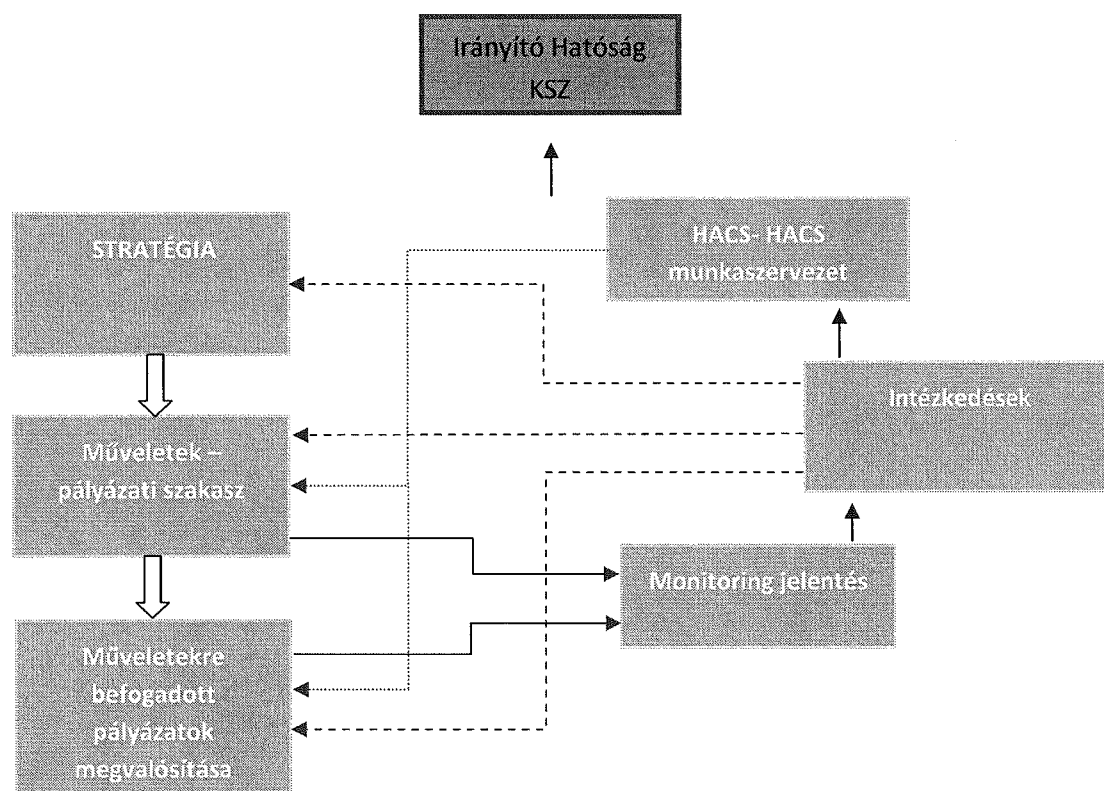 Irányító Hatóság
KSZ
STRATÉGIA
HACS- HACS
munkaszervezet
Intézkedések
Műveletek –
pályázati szakasz
Monitoring jelentés
Műveletekre
befogadott
pályázatok
megvalósítása